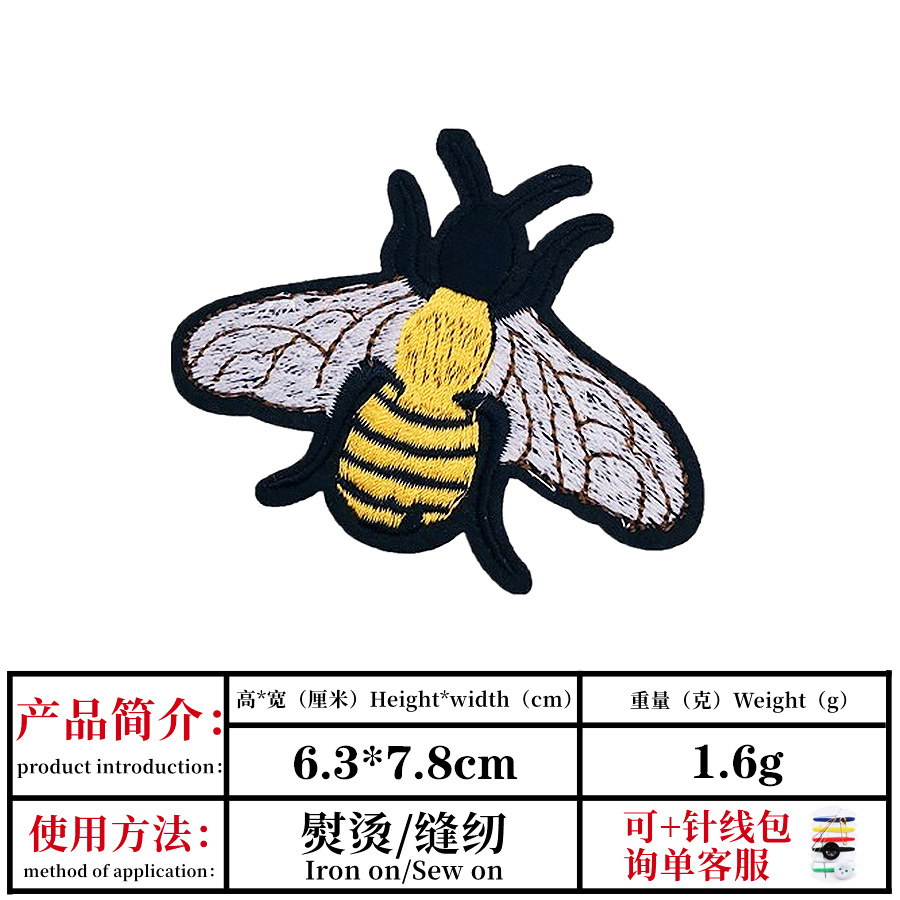 产品简介：
product introduction：
高*宽（厘米）Height*width（cm）
重量（克）Weight（g）
6.3*7.8cm
1.6g
使用方法：
method of application：
熨烫/缝纫
Iron on/Sew on
可+针线包
询单客服